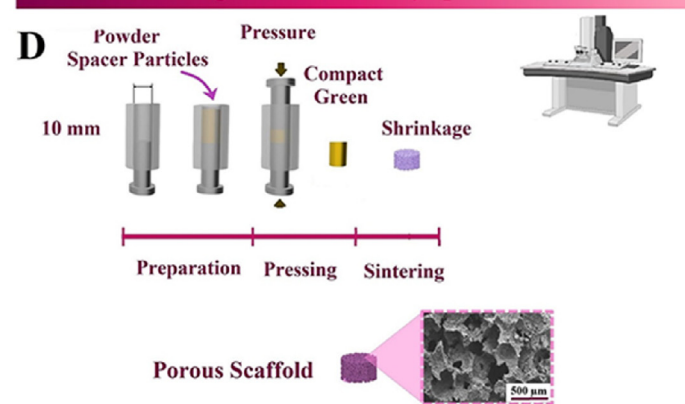 D
Powder
Spacer Particles
Pressure
Compact
Green
10 mm
Shrinkage
Preparation
Pressing
Sintering
Porous Scaffold
500 µm